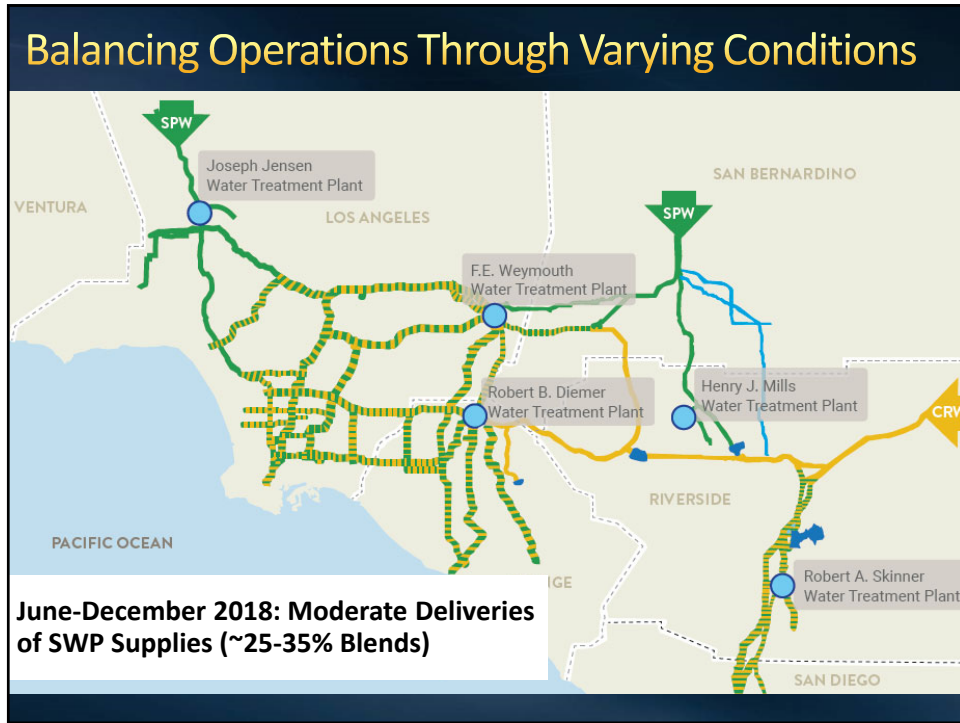 Balancing Operations Through Varying Conditions
SPW
Joseph Jensen
Water Treatment Plant
VENTURA
LOS ANGELES
SAN BERNARDINO
SPW
F.E. Weymouth
Water Treatment Plant
Robert B. Diemer
Water Treatment Plant
Henry J. Mills
Water Treatment Plant
CRW
RIVERSIDE
PACIFIC OCEAN
NGE
Robert A. Skinner
Water Treatment Plant
June-December 2018: Moderate Deliveries
of SWP Supplies (~25-35% Blends)
SAN DIEGO